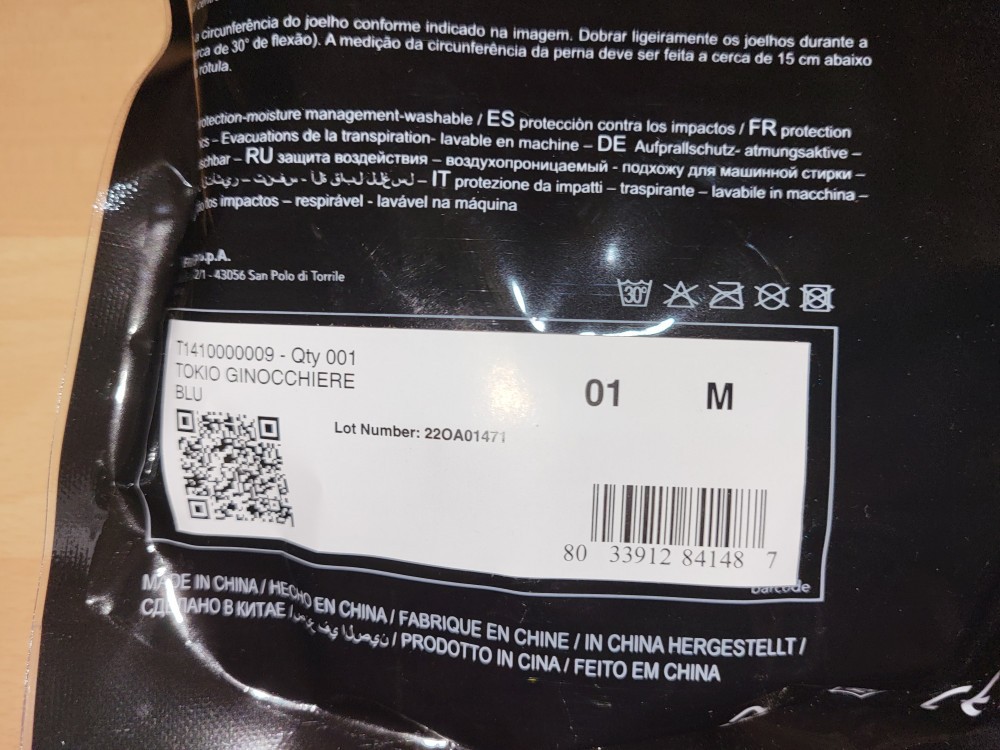 circunferência do joelho conforme indicado na imagem. Dobrar ligeiramente os joelhos durante a
de 30° de flexão). A medição da circunferência da perna deve ser feita a cerca de 15 cm abaixo
rótula.
-moisture management-washable / ES protección contra los impactos / FR protection
– Evacuations de la transpiration- lavable en machine – DE Aufprallschutz- atmungsaktive –
– RU защита воздействия – воздухопроницаемый - подхожу для машинной стирки –
– IT protezione da impatti – traspirante – lavabile in macchina –
los impactos – respirável - lavável na máquina
S.p.A.
2/1 - 43056 San Polo di Torrile
30°
T1410000009 - Qty 001
TOKIO GINOCCHIERE
BLU
01 M
Lot Number: 22OA01471
80 33912 84148 7
barcode
MADE IN CHINA / HECHO EN CHINA / FABRIQUE EN CHINE / IN CHINA HERGESTELLT /
СДЕЛАНО В КИТАЕ / صنع في الصين / PRODOTTO IN CINA / FEITO EM CHINA